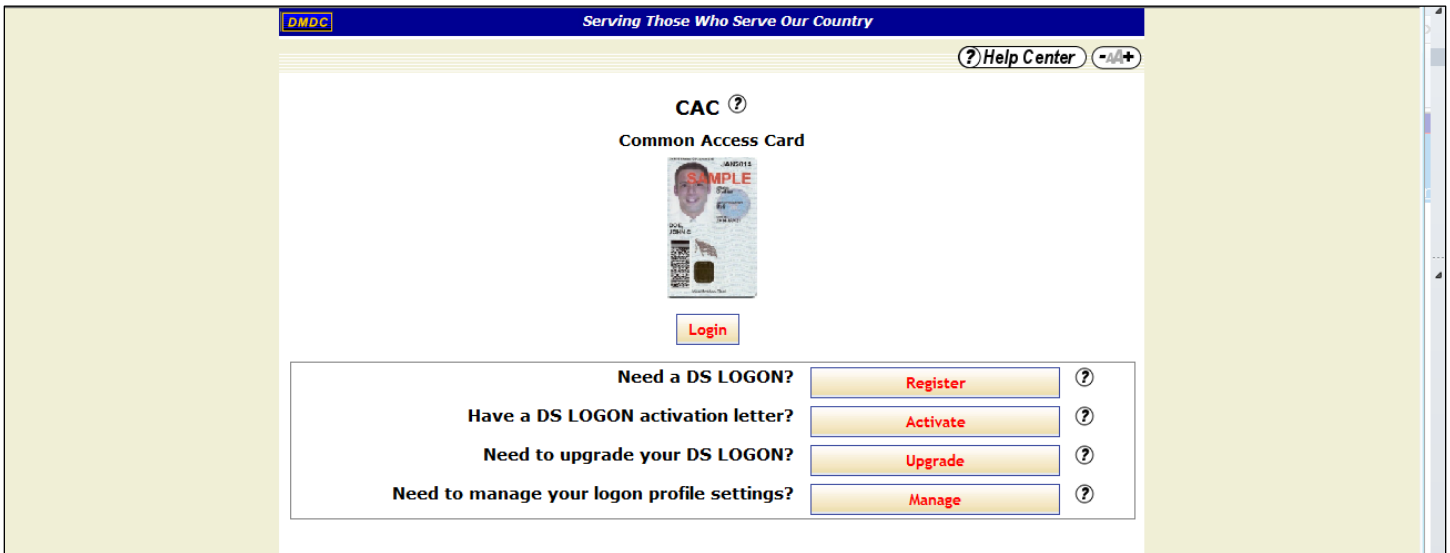 DMDC
Serving Those Who Serve Our Country
? Help Center -AA+
CAC ?
Common Access Card
SAMPLE
DOE,
Login
Need a DS LOGON? Register ?
Have a DS LOGON activation letter? Activate ?
Need to upgrade your DS LOGON? Upgrade ?
Need to manage your logon profile settings? Manage ?